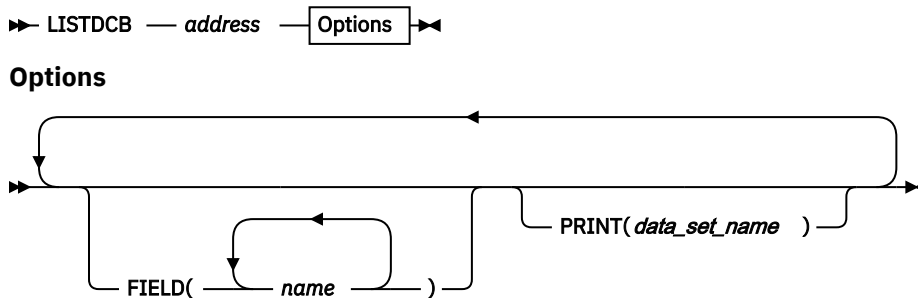 LISTDCB address Options
Options
PRINT(data_set_name )
FIELD( name )